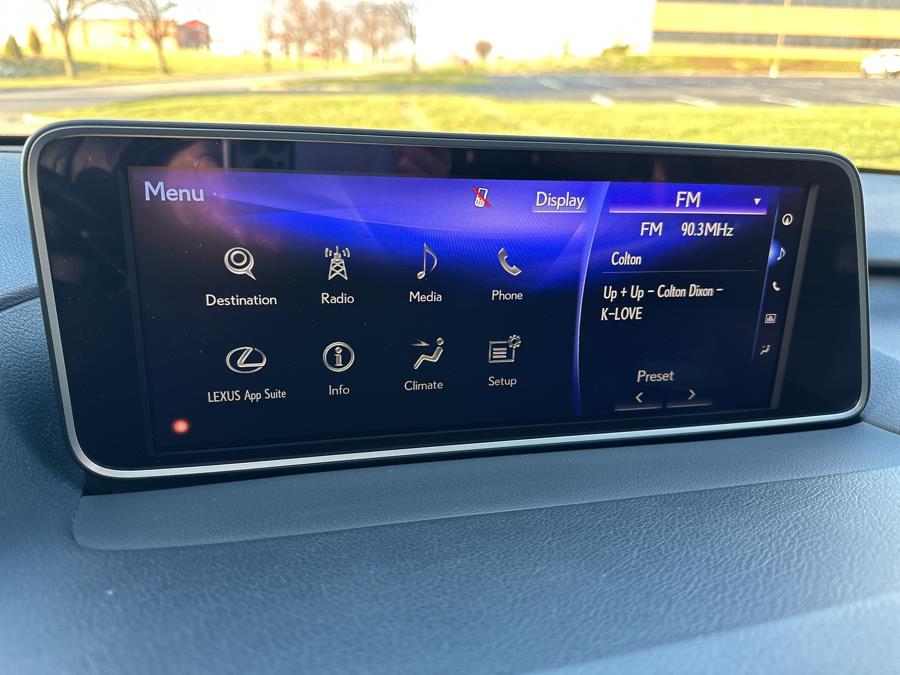 Menu
Display
FM
FM 90.3MHz
Colton
Up + Up - Colton Dixon -
K-LOVE
Destination
Radio
Media
Phone
LEXUS App Suite
Info
Climate
Setup
Preset